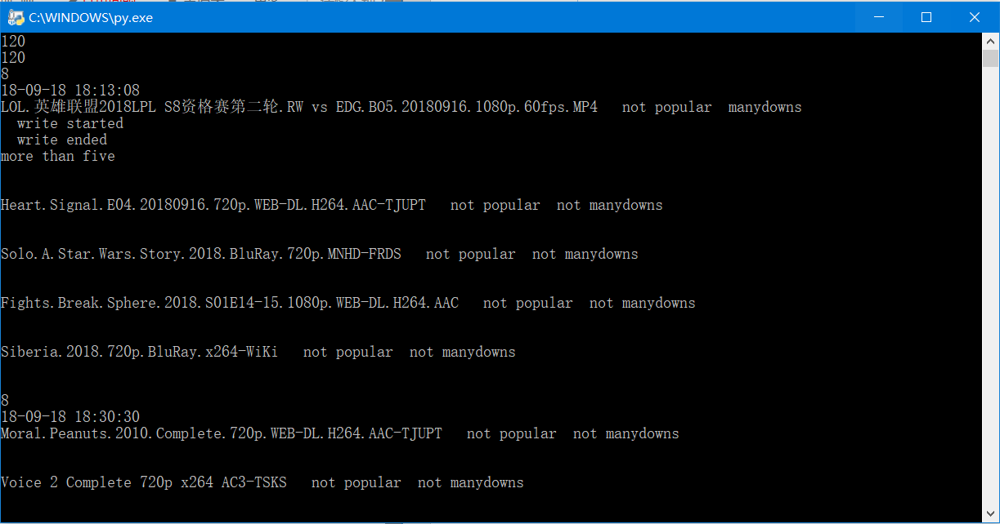 C:\WINDOWS\py.exe
120
120
8
18-09-18 18:13:08
LOL.英雄联盟2018LPL S8资格赛第二轮.RW vs EDG.BO5.20180916.1080p.60fps.MP4   not popular  manydowns
  write started
  write ended
more than five
Heart.Signal.E04.20180916.720p.WEB-DL.H264.AAC-TJUPT   not popular  not manydowns
Solo.A.Star.Wars.Story.2018.BluRay.720p.MNHD-FRDS   not popular  not manydowns
Fights.Break.Sphere.2018.S01E14-15.1080p.WEB-DL.H264.AAC   not popular  not manydowns
Siberia.2018.720p.BluRay.x264-WiKi   not popular  not manydowns
8
18-09-18 18:30:30
Moral.Peanuts.2010.Complete.720p.WEB-DL.H264.AAC-TJUPT   not popular  not manydowns
Voice 2 Complete 720p x264 AC3-TSKS   not popular  not manydowns